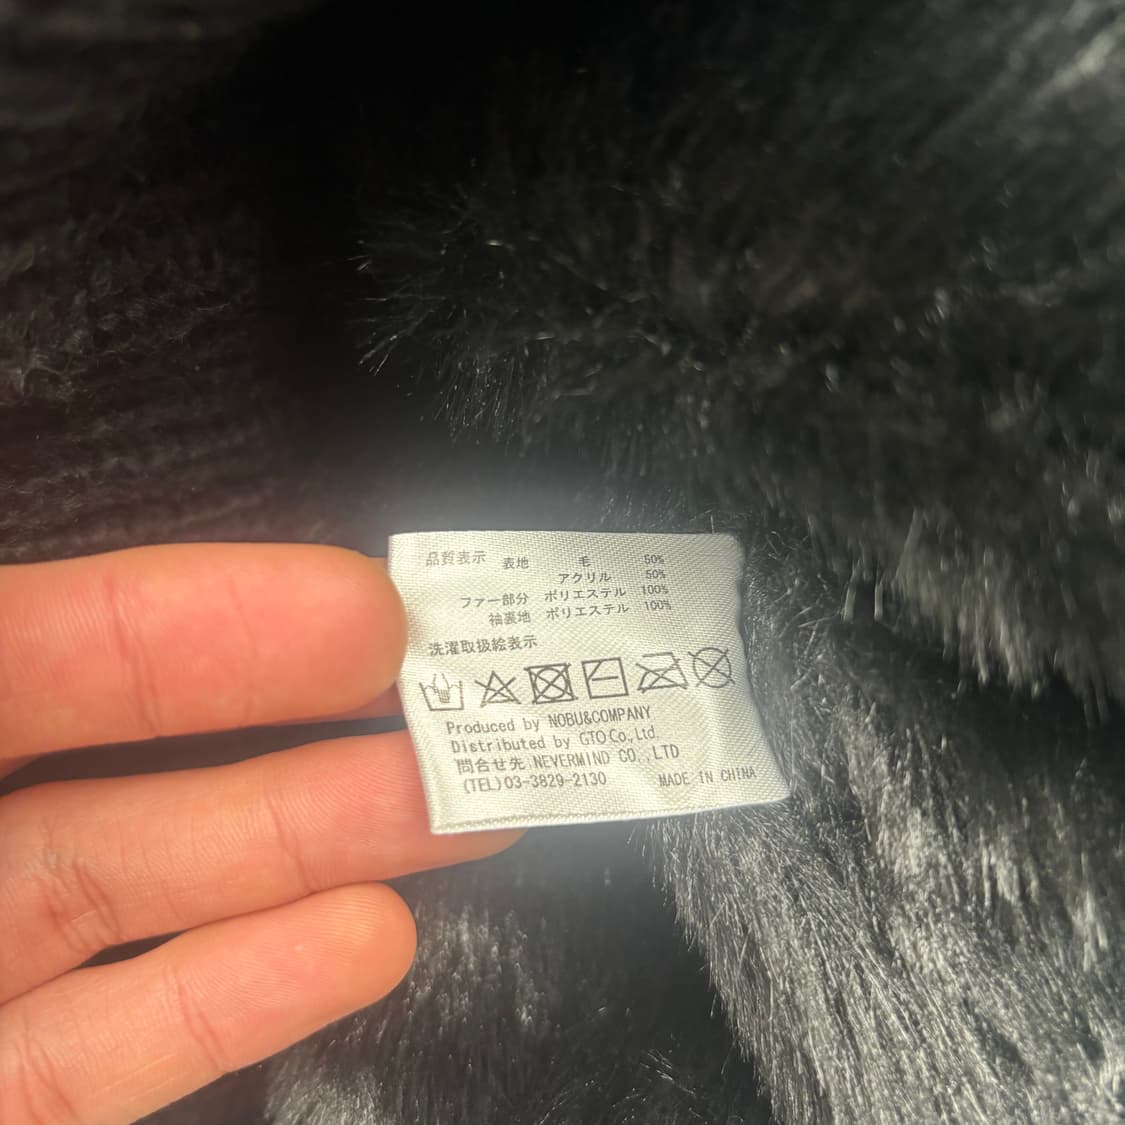 品質表示 表地 毛 50%
アクリル 50%
ファー部分 ポリエステル 100%
袖裏地 ポリエステル 100%
洗濯取扱絵表示
Produced by NOBU&COMPANY
Distributed by GTO Co.,Ltd.
問合せ先 NEVERMIND CO.,LTD
(TEL)03-3829-2130 MADE IN CHINA